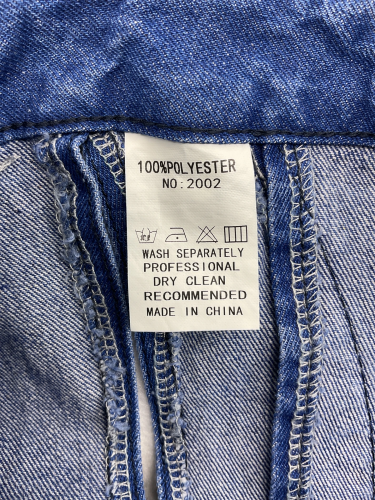 100%POLYESTER
NO:2002
WASH SEPARATELY
PROFESSIONAL
DRY CLEAN
RECOMMENDED
MADE IN CHINA